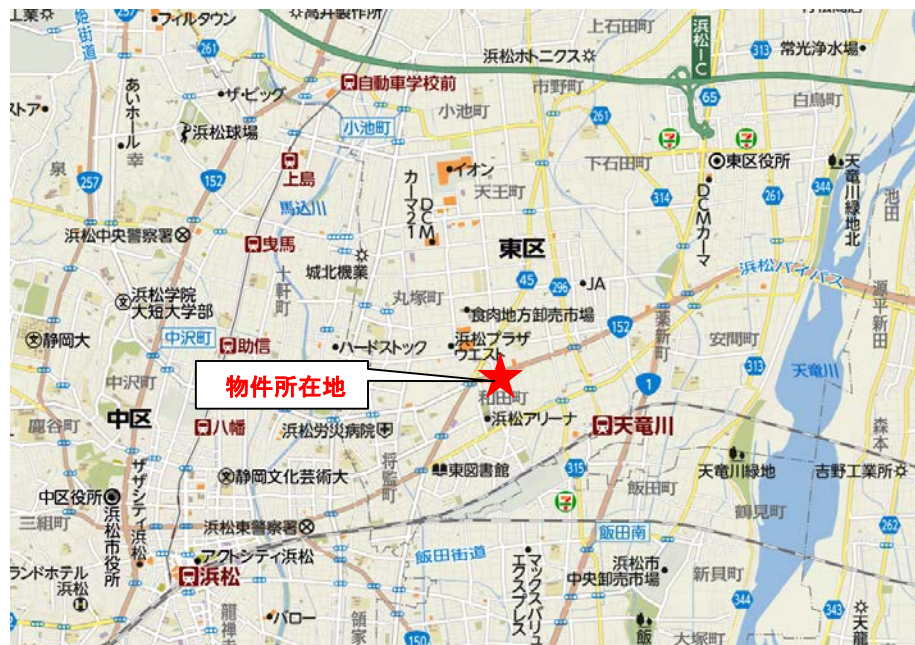 工業
257
フィルタウン
高井製作所
上石田町
浜松IC
313
常光浄水場
姫街道
261
浜松ホトニクス
自動車学校前
市野町
65
白鳥町
ストアー
あいホール
ザ・ビッグ
小池町
小池町
261
浜松球場
幸
イオン
下石田町
東区役所
泉
257
152
上島
カーマ21
DCM
天王町
314
DCMカーマ
344
天竜川緑地北
池田
馬込川
浜松中央警察署
曳馬
東区
浜松バイパス
城北機業
十軒町
45
296
JA
源平新田
浜松学院
大短大学部
丸塚町
食肉地方卸売市場
152
薬新町
静岡大
中沢町
助信
ハードストック
浜松プラザ
ウエスト
安間町
313
天竜川
物件所在地
1
中沢町
和田町
中区
八幡
浜松労災病院
浜松アリーナ
天竜川
森本
鹿谷町
将監町
静岡文化芸術大
東図書館
315
天竜川緑地
吉野工業所
ザザシティ浜松
飯田町
中区役所
浜松市役所
鶴見町
三組町
浜松東警察署
飯田南
262
アクトシティ浜松
飯田街道
ランドホテル
浜松
浜松
マックスバリュ
エクスプレス
浜松市
中央卸売市場
新貝町
344
343
バロー
龍禅寺
領家
150
飯
大塚町
天龍